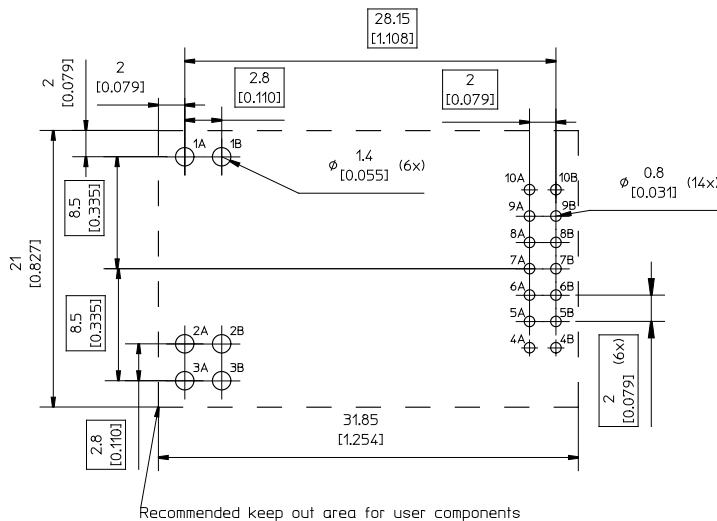 28.15
[1.108]
2
[0.079]
2
[0.079]
2.8
[0.110]
2
[0.079]
1A
1B
ø 1.4 (6x)
[0.055]
ø 0.8 (14x)
[0.031]
10A
10B
9A
9B
8A
8B
7A
7B
6A
6B
5A
5B
4A
4B
8.5
[0.335]
21
[0.827]
8.5
[0.335]
2A
2B
3A
3B
2 (6x)
[0.079]
2.8
[0.110]
31.85
[1.254]
Recommended keep out area for user components